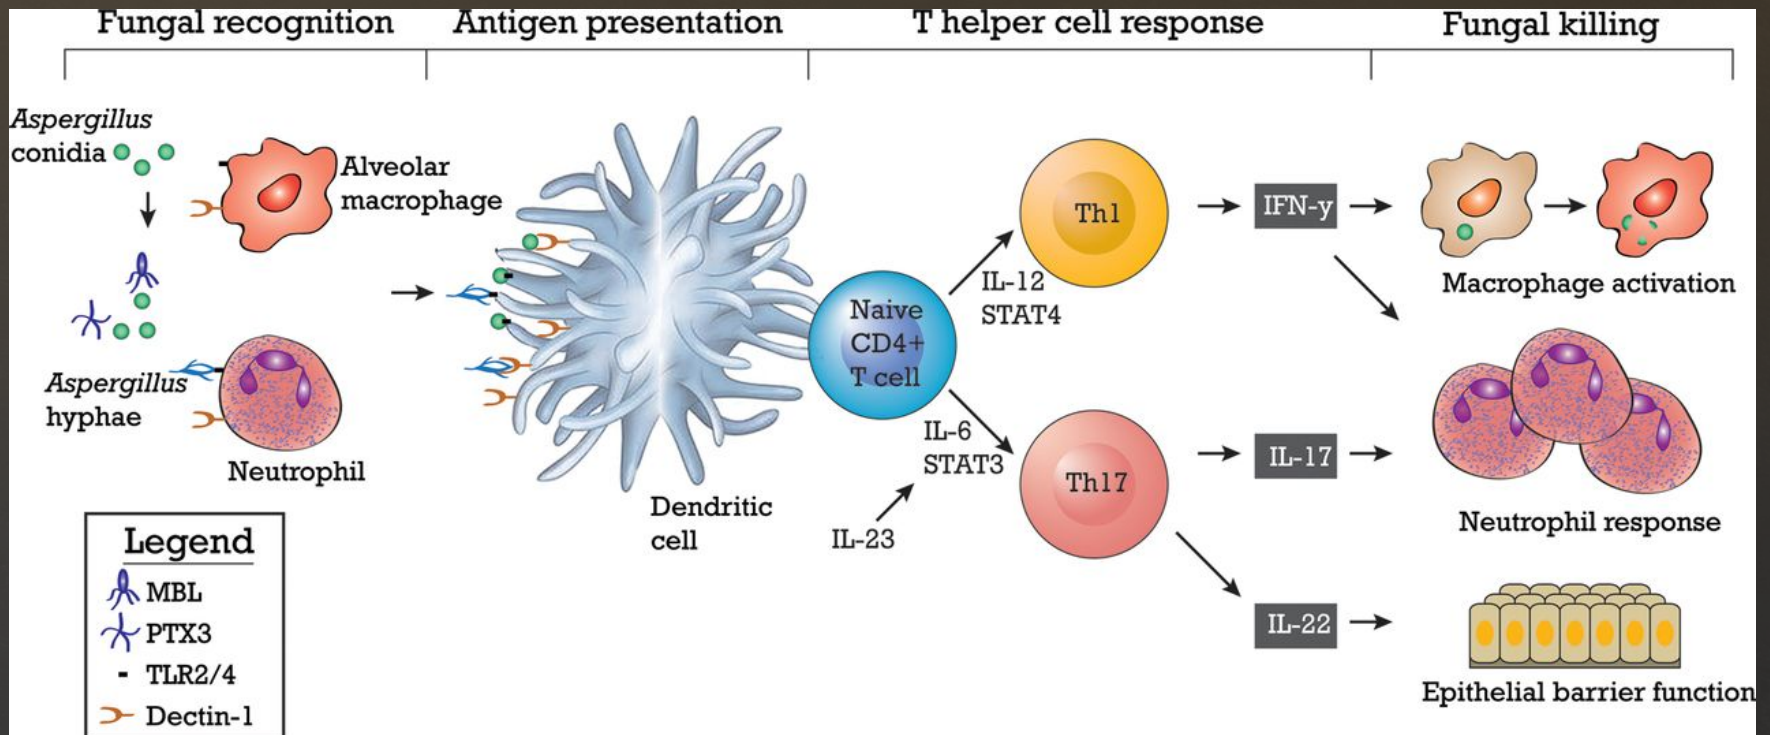 Fungal recognition
Antigen presentation
T helper cell response
Fungal killing
Aspergillus
conidia
Alveolar
macrophage
Aspergillus
hyphae
Neutrophil
Legend
MBL
PTX3
TLR2/4
Dectin-1
Dendritic
cell
Naive
CD4+
T cell
IL-12
STAT4
IL-6
STAT3
IL-23
Th1
Th17
IFN-y
IL-17
IL-22
Macrophage activation
Neutrophil response
Epithelial barrier function